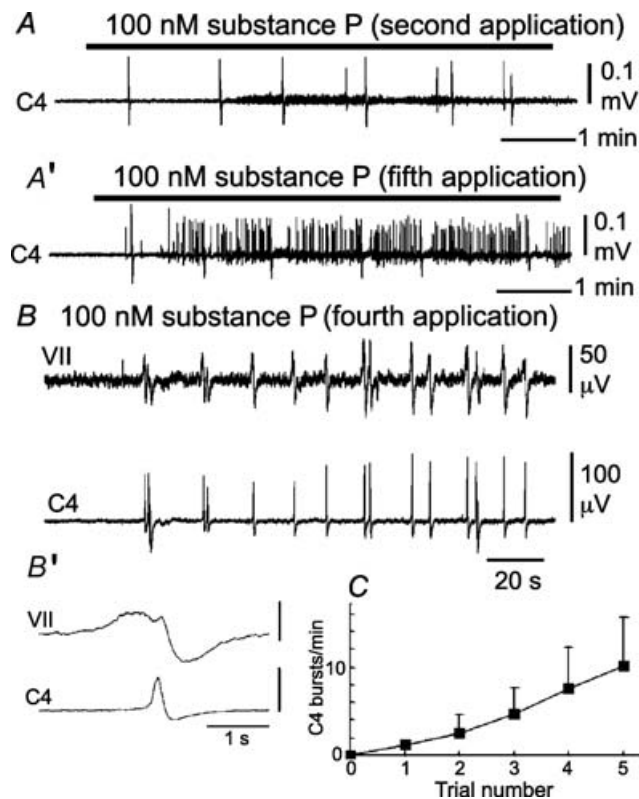 A 100 nM substance P (second application)
C4
0.1
mV
1 min
A' 100 nM substance P (fifth application)
C4
0.1
mV
1 min
B 100 nM substance P (fourth application)
VII
50
μV
C4
100
μV
20 s
B'
VII
C4
1 s
C
C4 bursts/min
10
0
0 1 2 3 4 5
Trial number